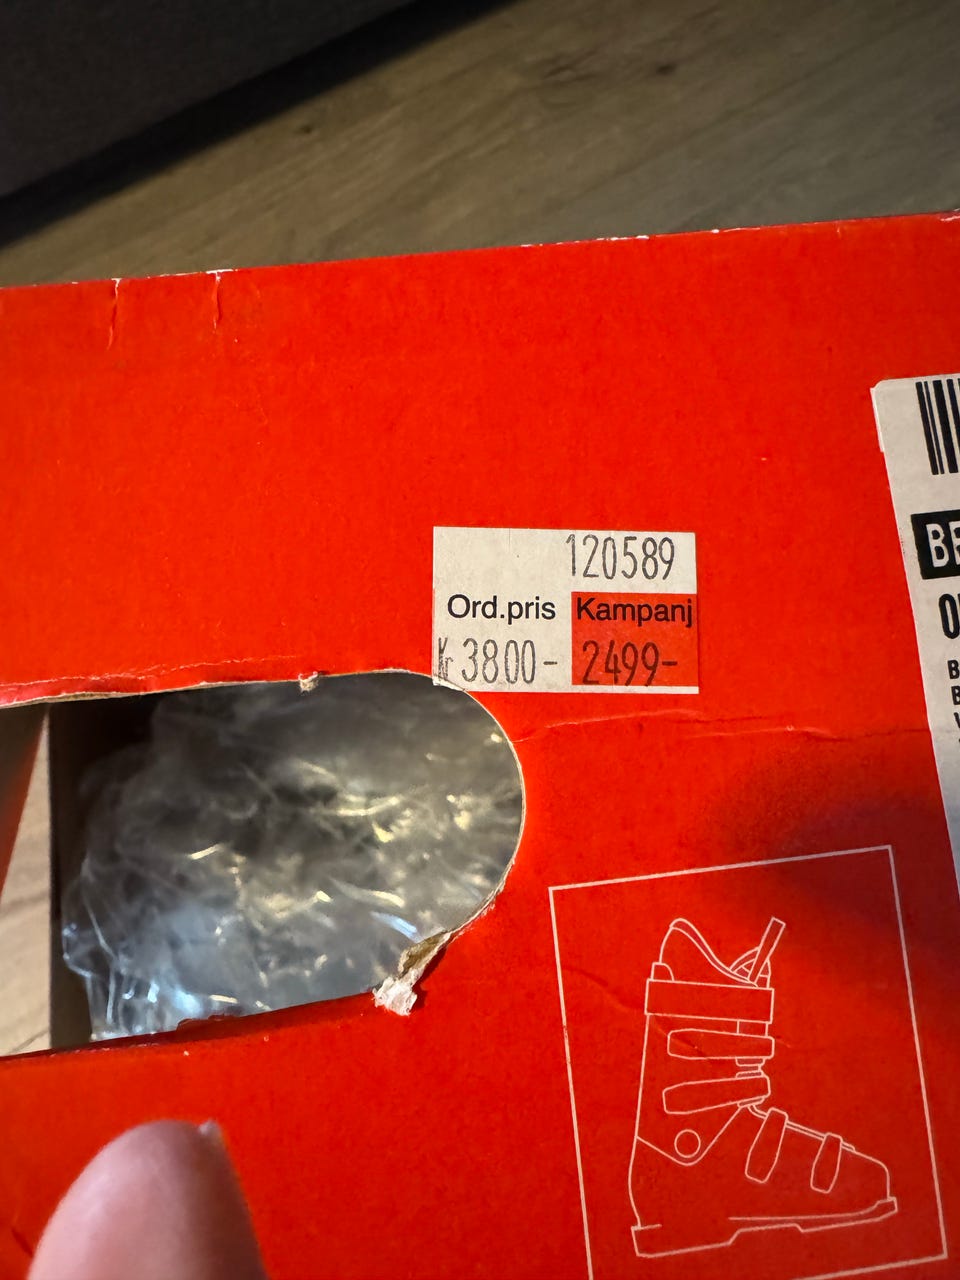 120589
Ord.pris Kampanj
Kr 3800- 2499-